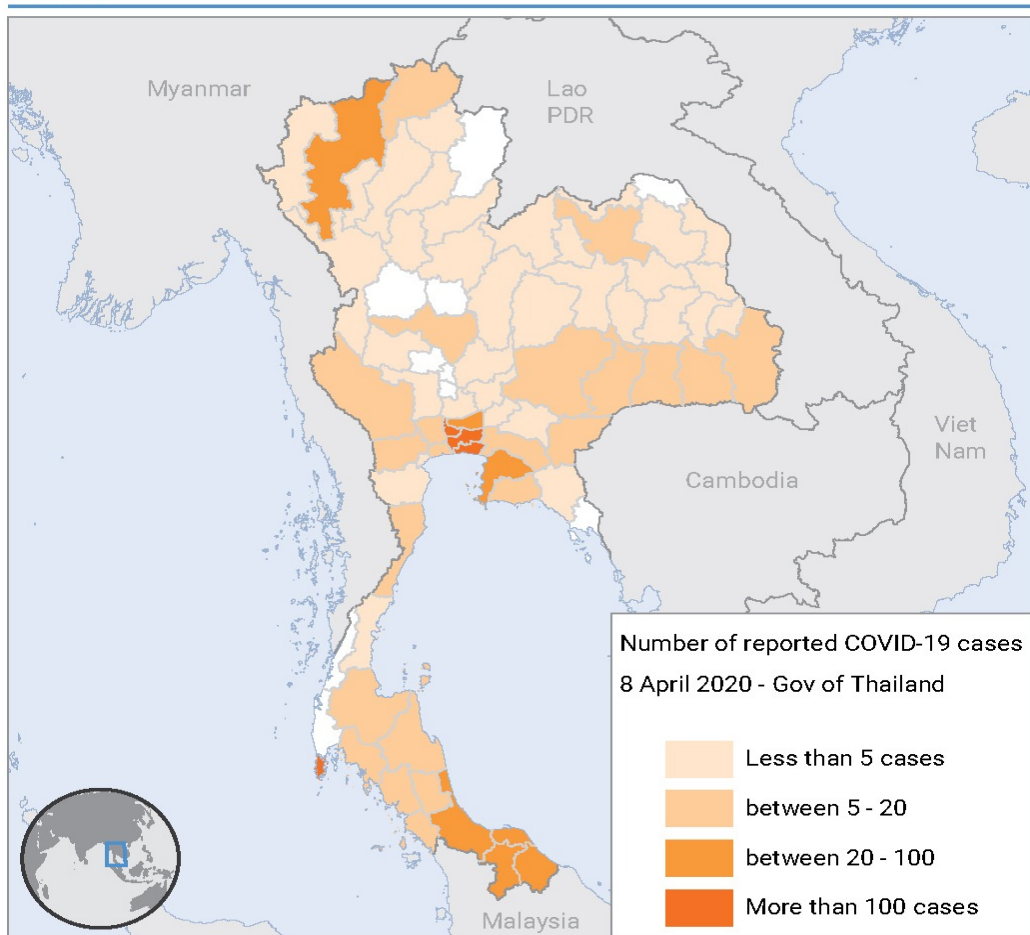 Myanmar
Lao
PDR
Viet
Nam
Cambodia
Malaysia
Number of reported COVID-19 cases
8 April 2020 - Gov of Thailand
Less than 5 cases
between 5 - 20
between 20 - 100
More than 100 cases